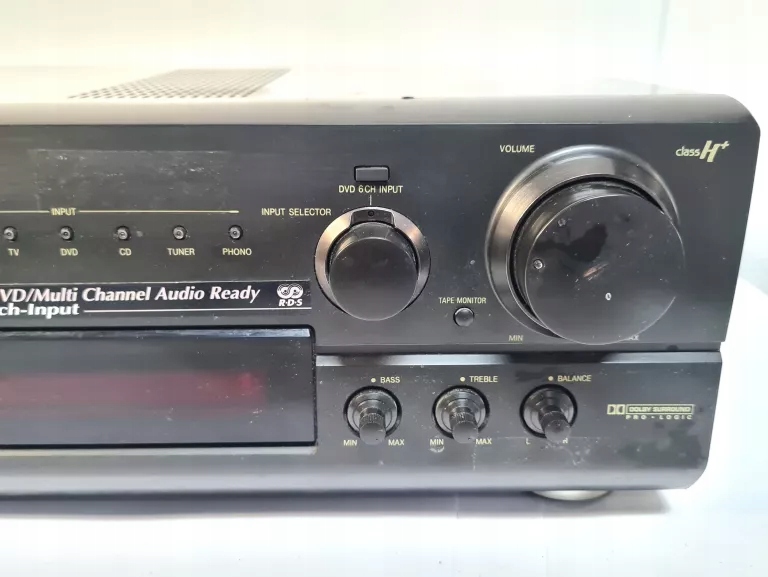 VOLUME
class H+
DVD 6CH INPUT
INPUT
INPUT SELECTOR
TV DVD CD TUNER PHONO
VD/Multi Channel Audio Ready
R·D·S
ch-Input
TAPE MONITOR
MIN
BASS TREBLE BALANCE
MIN MAX MIN MAX L
DOLBY SURROUND
PRO · LOGIC